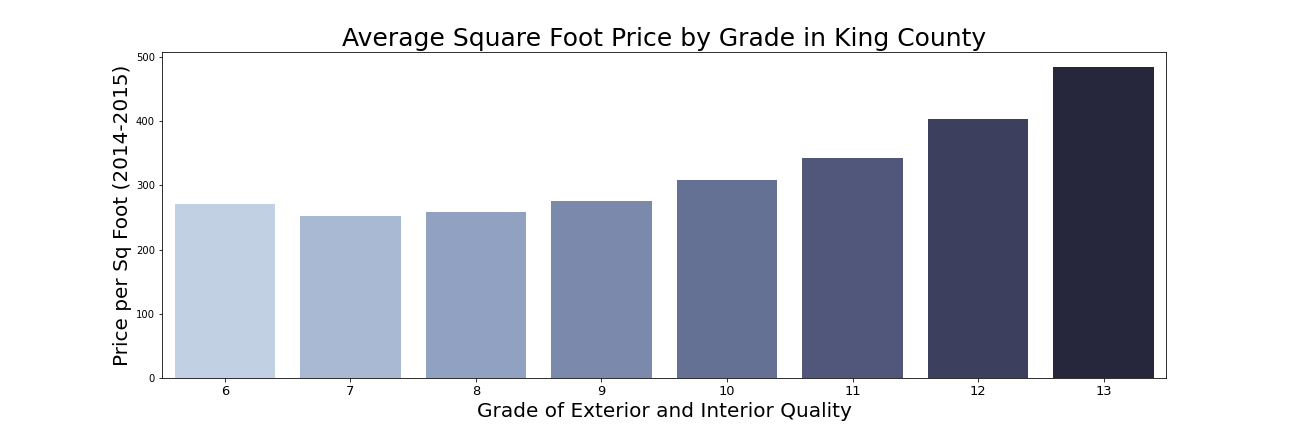 Average Square Foot Price by Grade in King County
Price per Sq Foot (2014-2015)
500
400
300
200
100
0
6 7 8 9 10 11 12 13
Grade of Exterior and Interior Quality